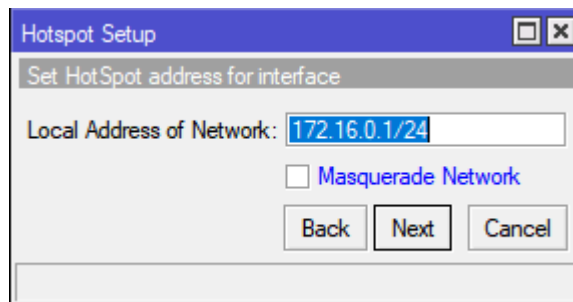 Hotspot Setup
Set HotSpot address for interface
Local Address of Network: 172.16.0.1/24
Masquerade Network
Back Next Cancel